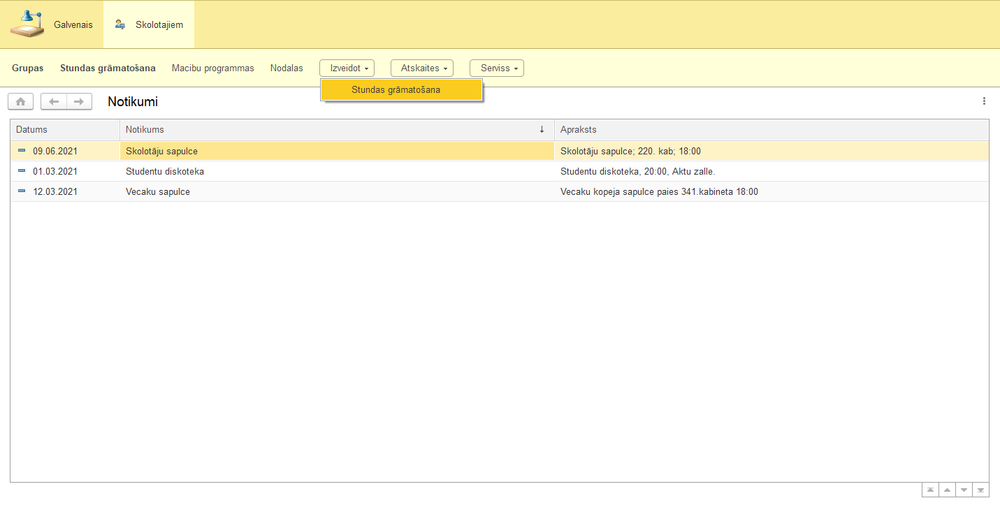 Galvenais Skolotajiem
Grupas Stundas grāmatošana Macibu programmas Nodalas Izveidot Atskaites Serviss
Stundas grāmatošana
Notikumi
Datums Notikums Apraksts
09.06.2021 Skolotāju sapulce Skolotāju sapulce; 220. kab; 18:00
01.03.2021 Studentu diskoteka Studentu diskoteka, 20:00, Aktu zalle.
12.03.2021 Vecaku sapulce Vecaku kopeja sapulce paies 341.kabineta 18:00